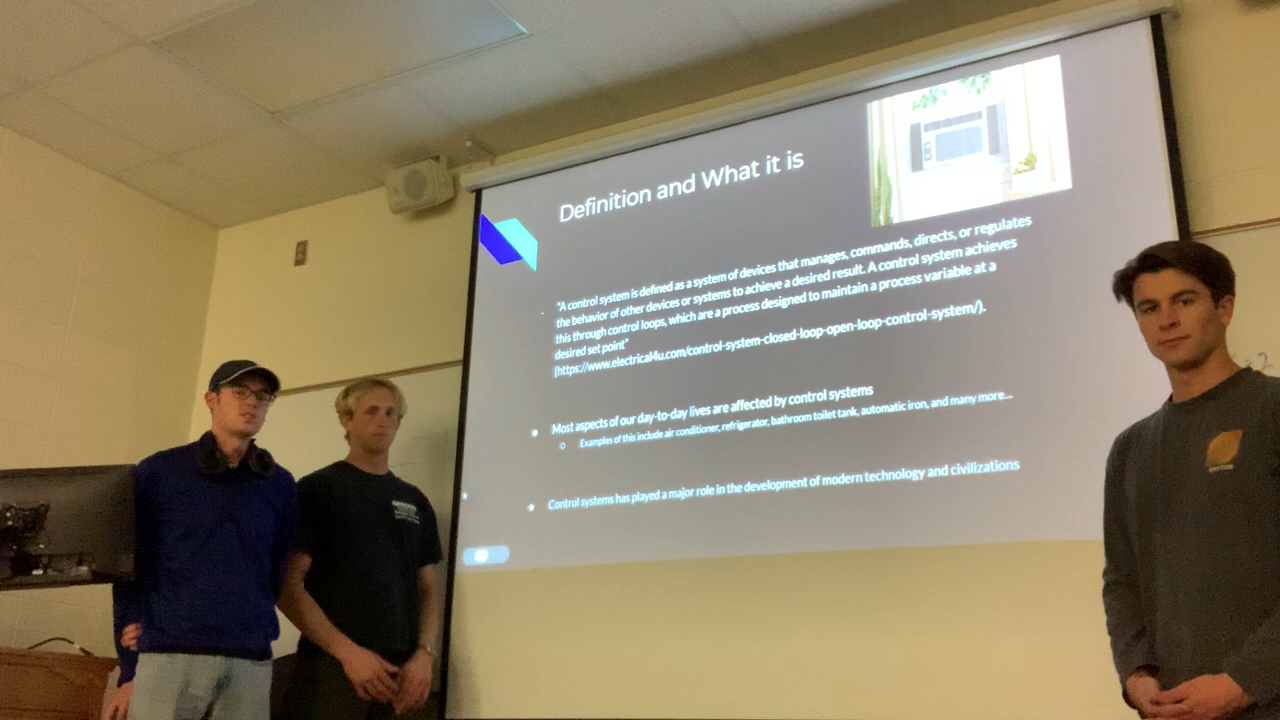 Definition and What it is
"A control system is defined as a system of devices that manages, commands, directs, or regulates
the behavior of other devices or systems to achieve a desired result. A control system achieves
this through control loops, which are a process designed to maintain a process variable at a
desired set point"
(https://www.electrical4u.com/control-system-closed-loop-open-loop-control-system/).
Most aspects of our day-to-day lives are affected by control systems
Examples of this include air conditioner, refrigerator, bathroom toilet tank, automatic iron, and many more...
Control systems has played a major role in the development of modern technology and civilizations